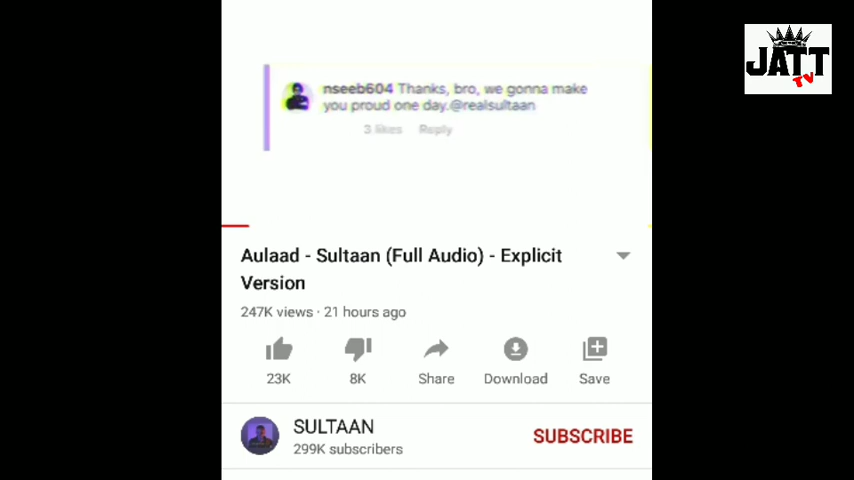 JATT
TV
nseeb604 Thanks, bro, we gonna make
you proud one day.@realsultaan
3 likes Reply
Aulaad - Sultaan (Full Audio) - Explicit
Version
247K views · 21 hours ago
23K 8K Share Download Save
SULTAAN
299K subscribers
SUBSCRIBE